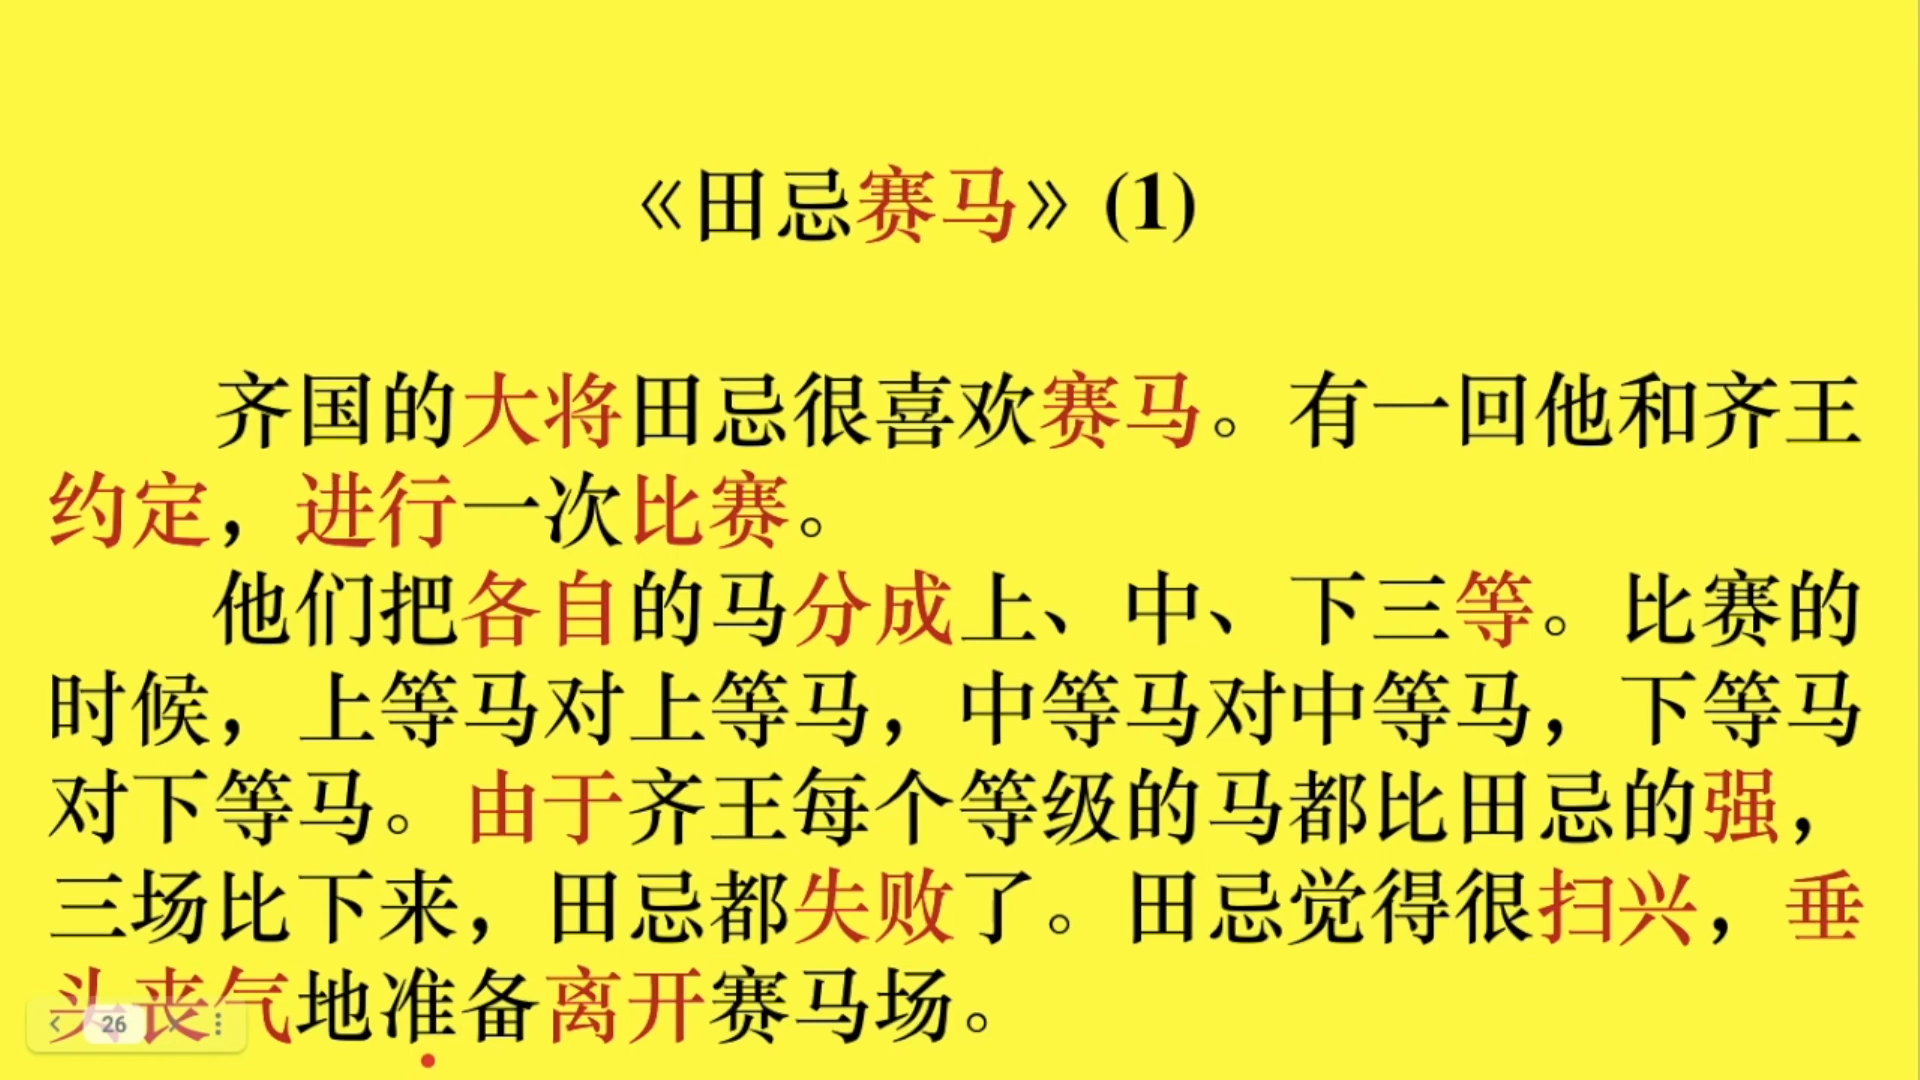 《田忌赛马》(1)
齐国的大将田忌很喜欢赛马。有一回他和齐王
约定，进行一次比赛。
他们把各自的马分成上、中、下三等。比赛的
时候，上等马对上等马，中等马对中等马，下等马
对下等马。由于齐王每个等级的马都比田忌的强，
三场比下来，田忌都失败了。田忌觉得很扫兴，垂
头丧气地准备离开赛马场。
26